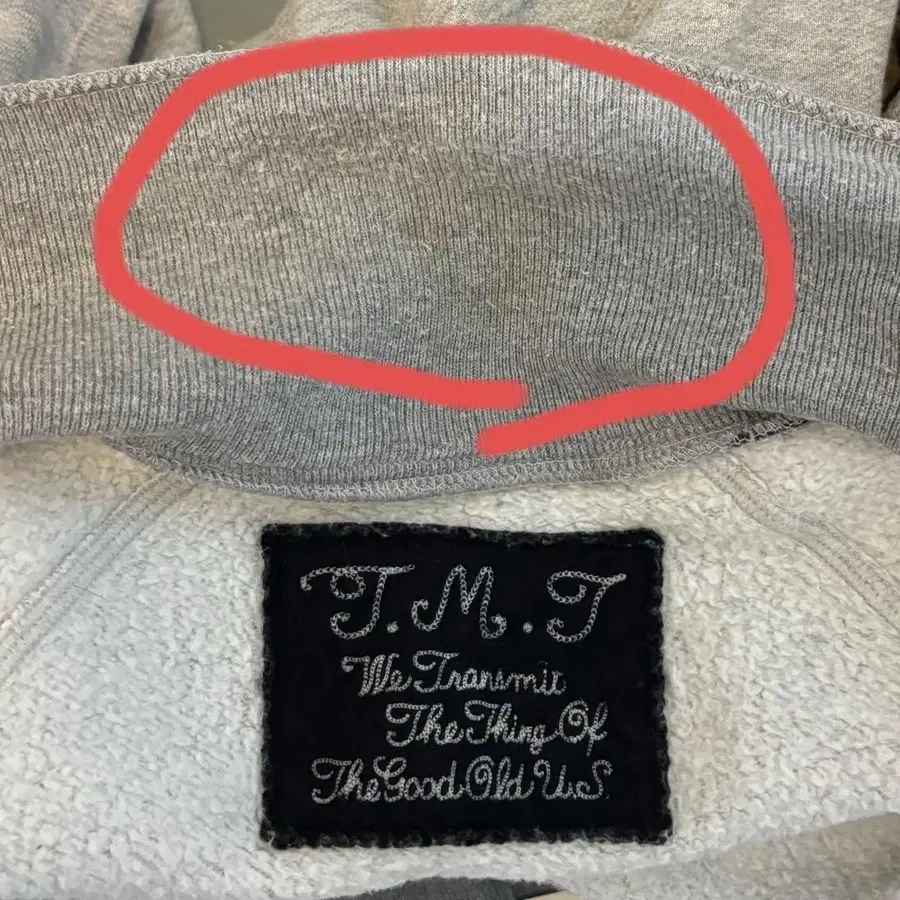 T.M.T
We Transmit
The Thing Of
The Good Old U.S.